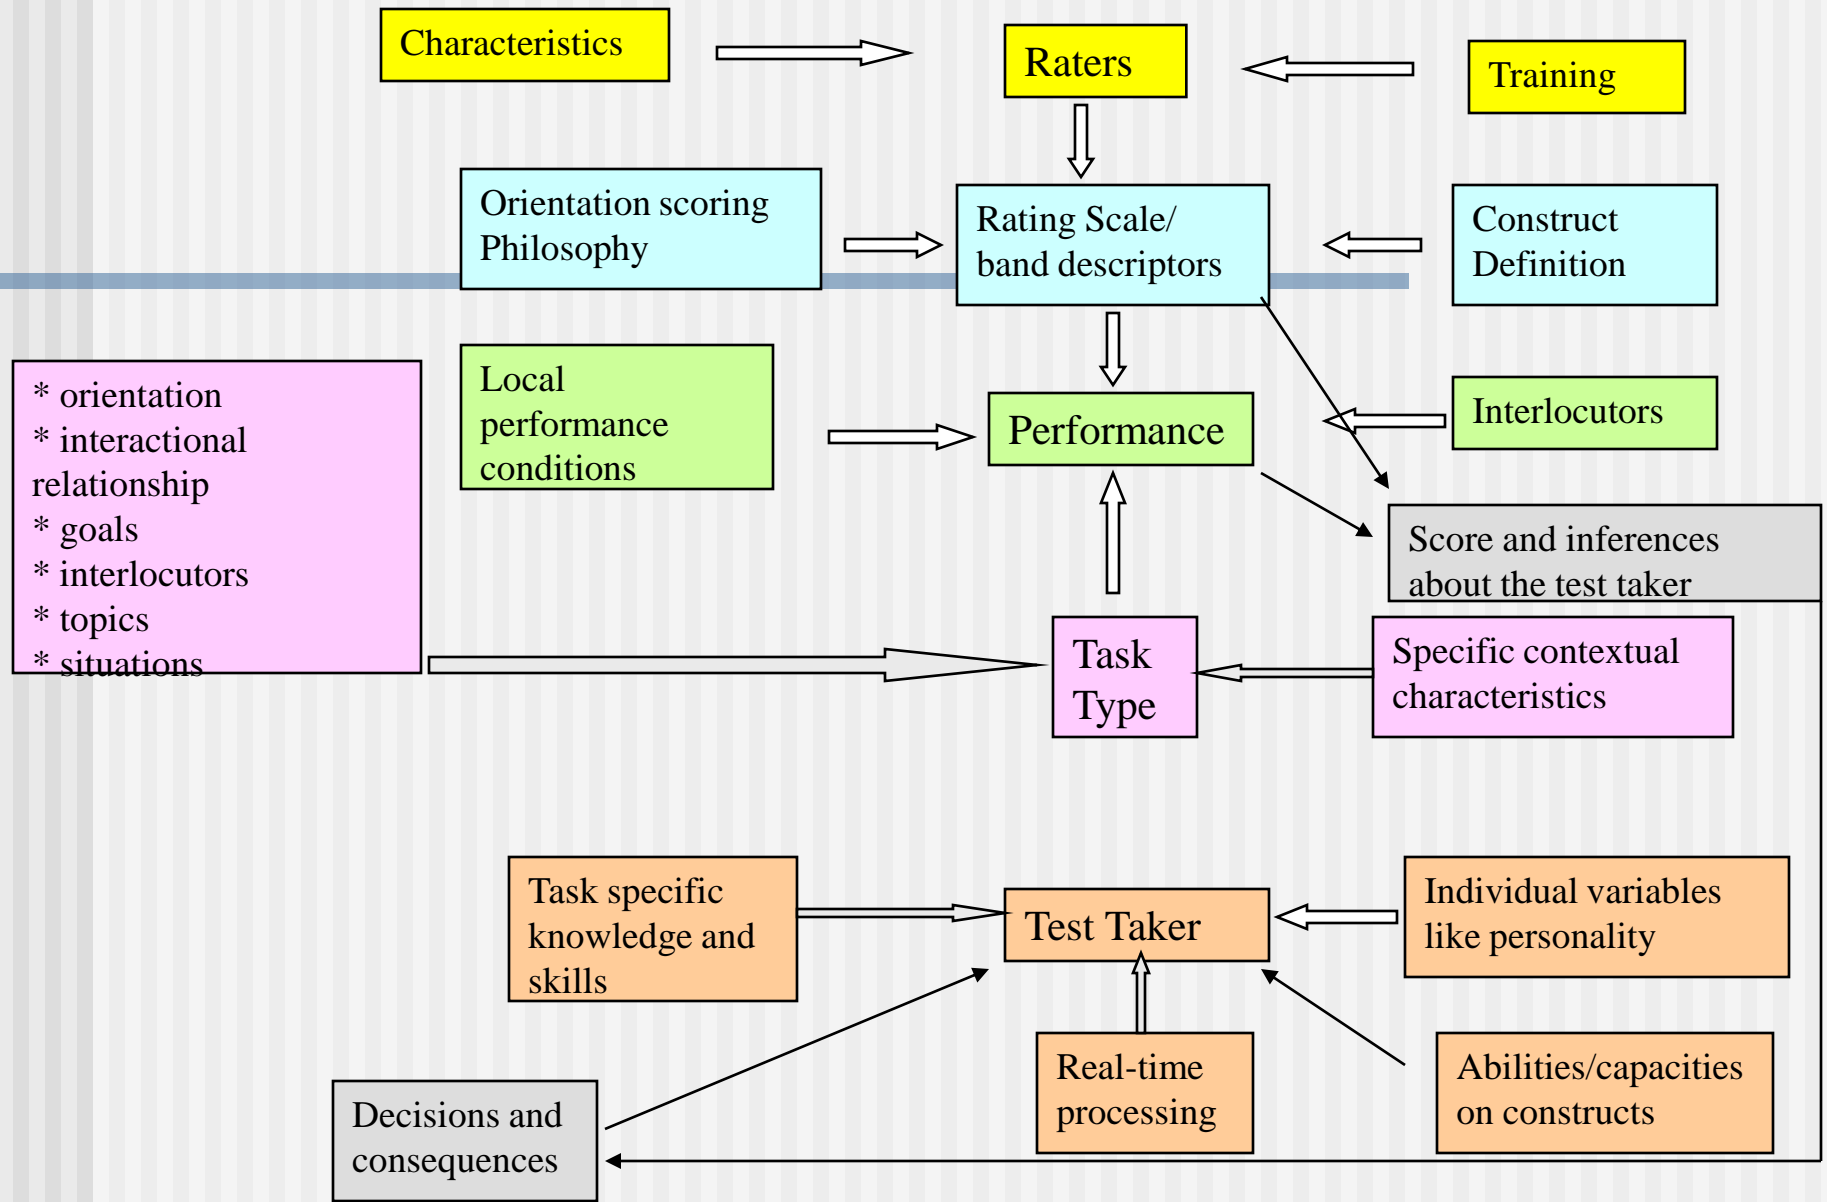 Characteristics
Raters
Training
Orientation scoring
Philosophy
Rating Scale/
band descriptors
Construct
Definition
* orientation
* interactional
relationship
* goals
* interlocutors
* topics
* situations
Local
performance
conditions
Performance
Interlocutors
Score and inferences
about the test taker
Task
Type
Specific contextual
characteristics
Task specific
knowledge and
skills
Test Taker
Individual variables
like personality
Decisions and
consequences
Real-time
processing
Abilities/capacities
on constructs